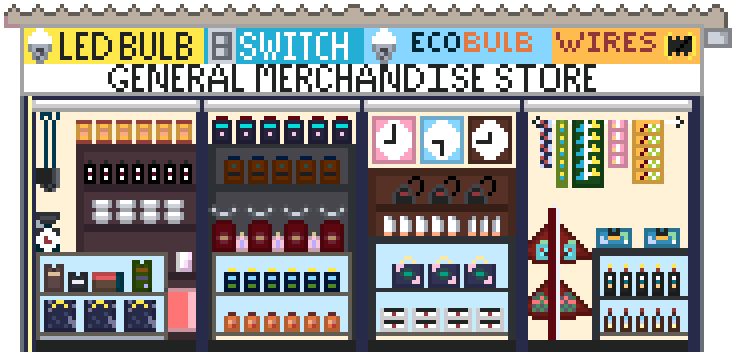 LED BULB SWITCH ECOBULB WIRES
GENERAL MERCHANDISE STORE